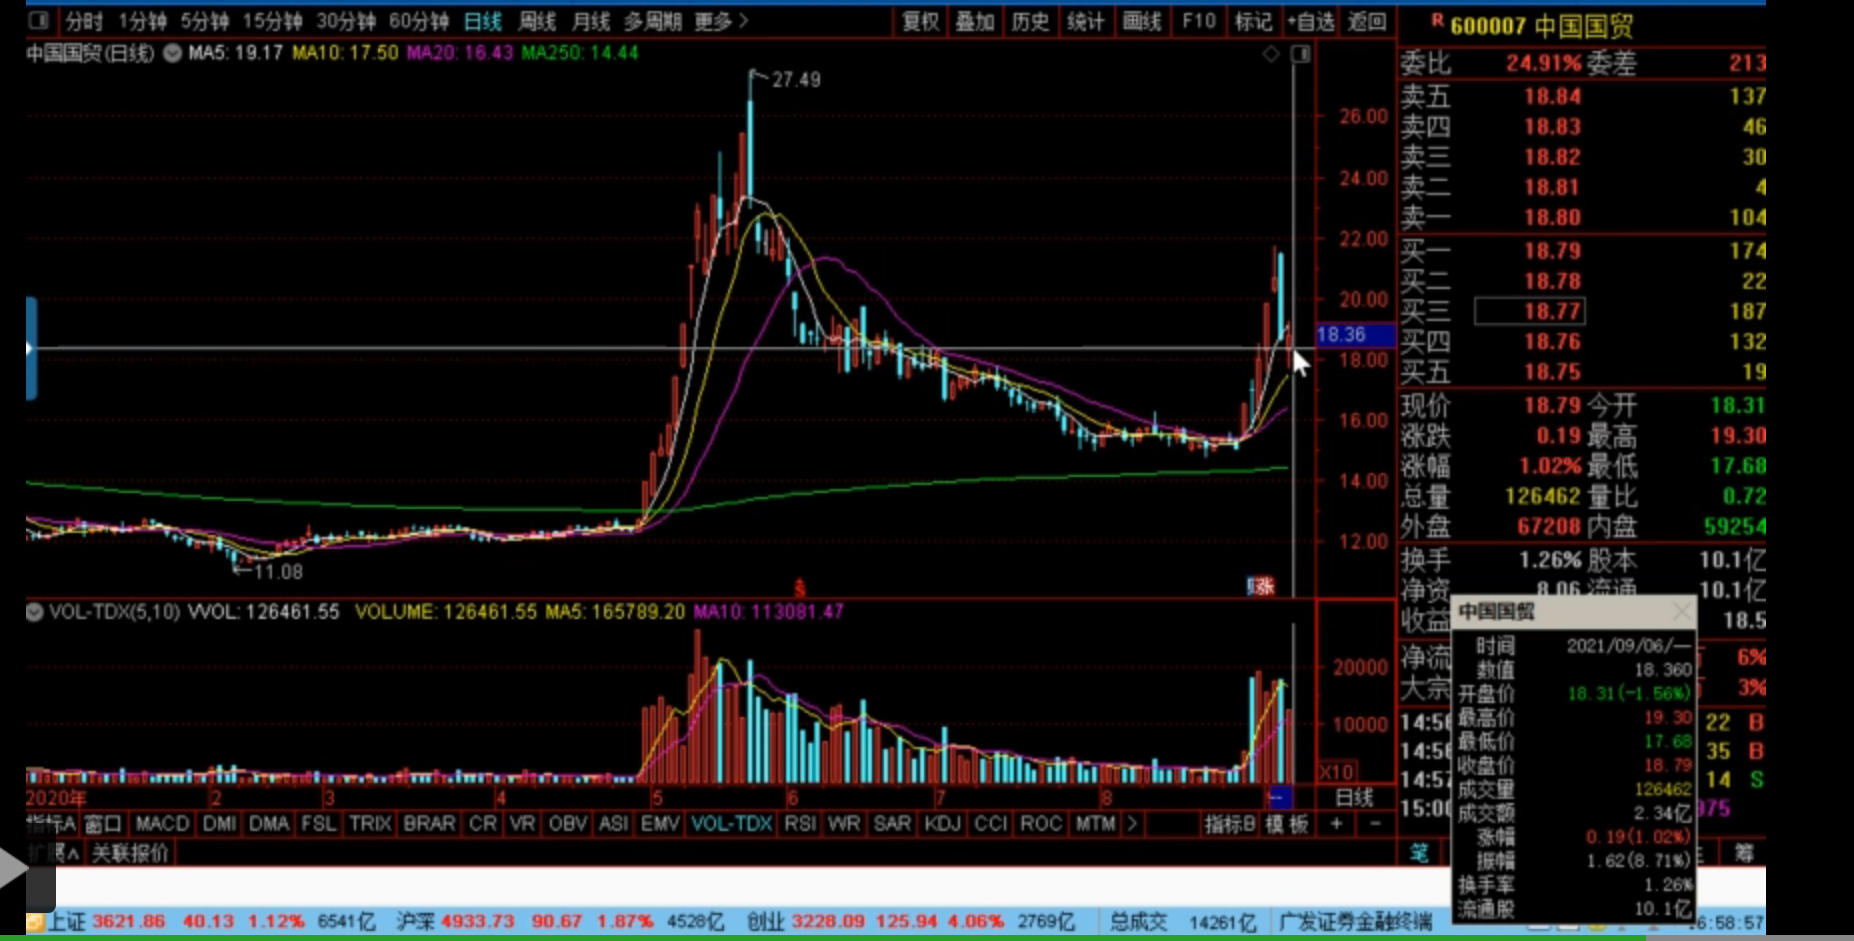 分时 1分钟 5分钟 15分钟 30分钟 60分钟 日线 周线 月线 多周期 更多 复权 叠加 历史 统计 画线 F10 标记 +自选 返回
R 600007 中国国贸
中国国贸(日线) MA5: 19.17 MA10: 17.50 MA20: 16.43 MA250: 14.44
27.49
26.00
24.00
22.00
20.00
18.36
18.00
16.00
14.00
12.00
11.08
S
涨
委比 24.91% 委差 213
卖五 18.84 137
卖四 18.83 46
卖三 18.82 30
卖二 18.81 4
卖一 18.80 104
买一 18.79 174
买二 18.78 22
买三 18.77 187
买四 18.76 132
买五 18.75 19
现价 18.79 今开 18.31
涨跌 0.19 最高 19.30
涨幅 1.02% 最低 17.68
总量 126462 量比 0.72
外盘 67208 内盘 59254
换手 1.26% 股本 10.1亿
净资 8.06 流通 10.1亿
收益 18.5
净流 6%
大宗 3%
14:56 22 B
14:56 35 B
14:57 14 S
15:00 975
笔 筹
VOL-TDX(5,10) VVOL: 126461.55 VOLUME: 126461.55 MA5: 165789.20 MA10: 113081.47
20000
10000
X10
2020年 2 3 4 5 6 7 8 日线
指标A 窗口 MACD DMI DMA FSL TRIX BRAR CR VR OBV ASI EMV VOL-TDX RSI WR SAR KDJ CCI ROC MTM 指标B 模板 + −
扩展∧ 关联报价
中国国贸
时间 2021/09/06/一
数值 18.360
开盘价 18.31(-1.56%)
最高价 19.30
最低价 17.68
收盘价 18.79
成交量 126462
成交额 2.34亿
涨幅 0.19(1.02%)
振幅 1.62(8.71%)
换手率 1.26%
流通股 10.1亿
上证 3621.86 40.13 1.12% 6541亿 沪深 4933.73 90.67 1.87% 4528亿 创业 3228.09 125.94 4.06% 2769亿 总成交 14261亿 广发证券金融终端 6:58:57